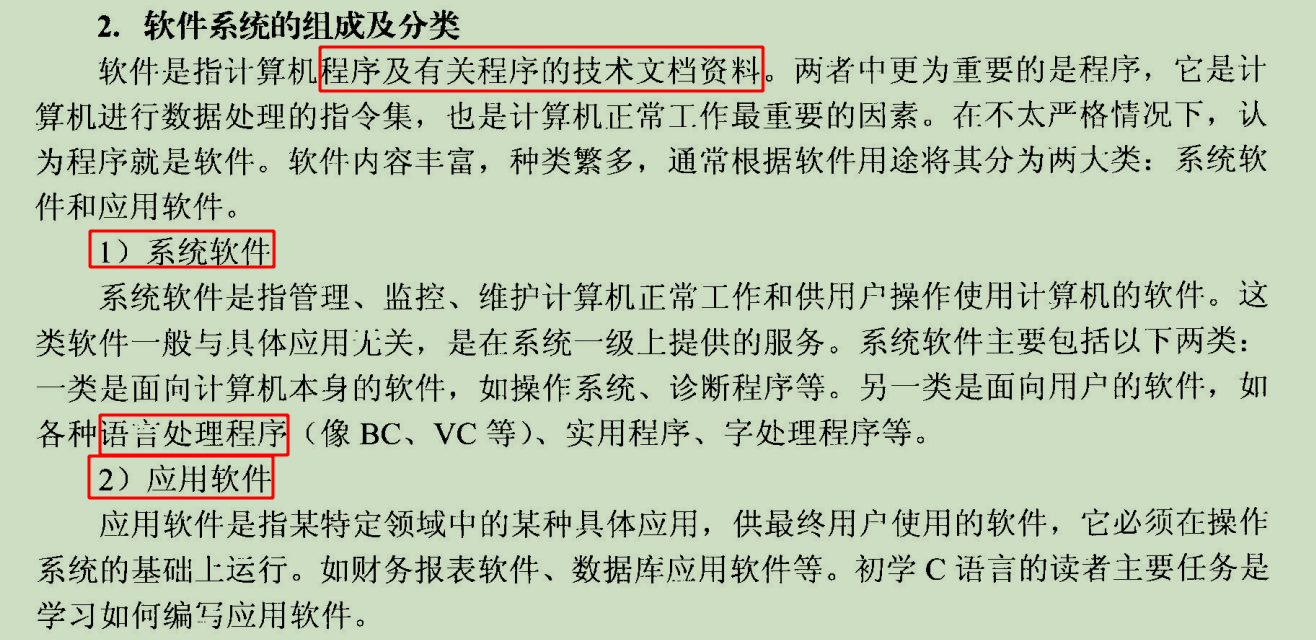 2. 软件系统的组成及分类
软件是指计算机程序及有关程序的技术文档资料。两者中更为重要的是程序，它是计
算机进行数据处理的指令集，也是计算机正常工作最重要的因素。在不太严格情况下，认
为程序就是软件。软件内容丰富，种类繁多，通常根据软件用途将其分为两大类：系统软
件和应用软件。
1）系统软件
系统软件是指管理、监控、维护计算机正常工作和供用户操作使用计算机的软件。这
类软件一般与具体应用无关，是在系统一级上提供的服务。系统软件主要包括以下两类：
一类是面向计算机本身的软件，如操作系统、诊断程序等。另一类是面向用户的软件，如
各种语言处理程序（像 BC、VC 等）、实用程序、字处理程序等。
2）应用软件
应用软件是指某特定领域中的某种具体应用，供最终用户使用的软件，它必须在操作
系统的基础上运行。如财务报表软件、数据库应用软件等。初学 C 语言的读者主要任务是
学习如何编写应用软件。